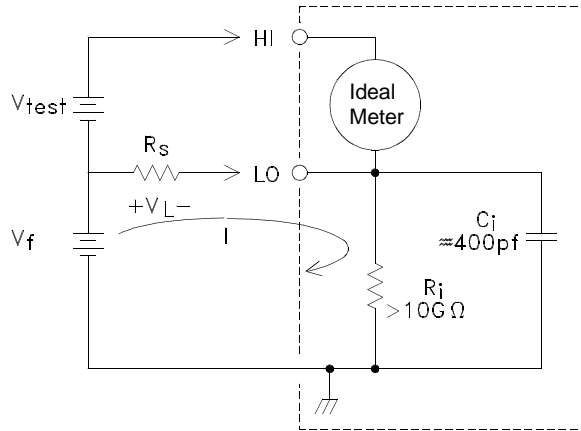 HI
Ideal
Meter
Vtest
Rs
LO
+VL−
Vf
I
Ci
≈400pf
Ri
>10GΩ